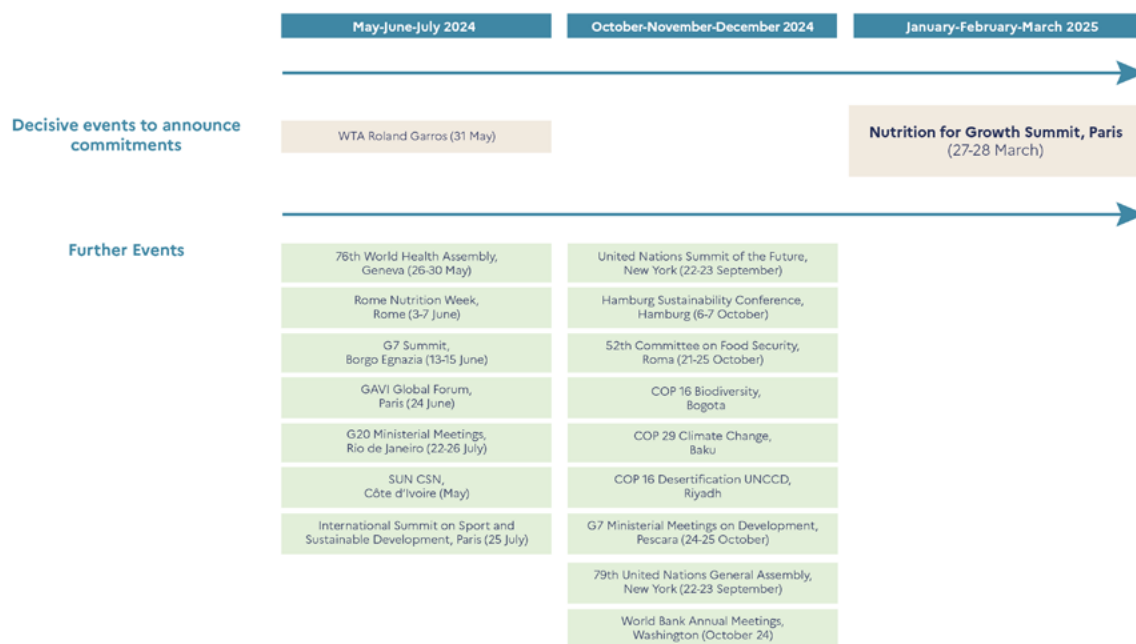 May-June-July 2024
October-November-December 2024
January-February-March 2025
Decisive events to announce
commitments
WTA Roland Garros (31 May)
Nutrition for Growth Summit, Paris
(27-28 March)
Further Events
76th World Health Assembly,
Geneva (26-30 May)
Rome Nutrition Week,
Rome (3-7 June)
G7 Summit,
Borgo Egnazia (13-15 June)
GAVI Global Forum,
Paris (24 June)
G20 Ministerial Meetings,
Rio de Janeiro (22-26 July)
SUN CSN,
Côte d'Ivoire (May)
International Summit on Sport and
Sustainable Development, Paris (25 July)
United Nations Summit of the Future,
New York (22-23 September)
Hamburg Sustainability Conference,
Hamburg (6-7 October)
52th Committee on Food Security,
Roma (21-25 October)
COP 16 Biodiversity,
Bogota
COP 29 Climate Change,
Baku
COP 16 Desertification UNCCD,
Riyadh
G7 Ministerial Meetings on Development,
Pescara (24-25 October)
79th United Nations General Assembly,
New York (22-23 September)
World Bank Annual Meetings,
Washington (October 24)